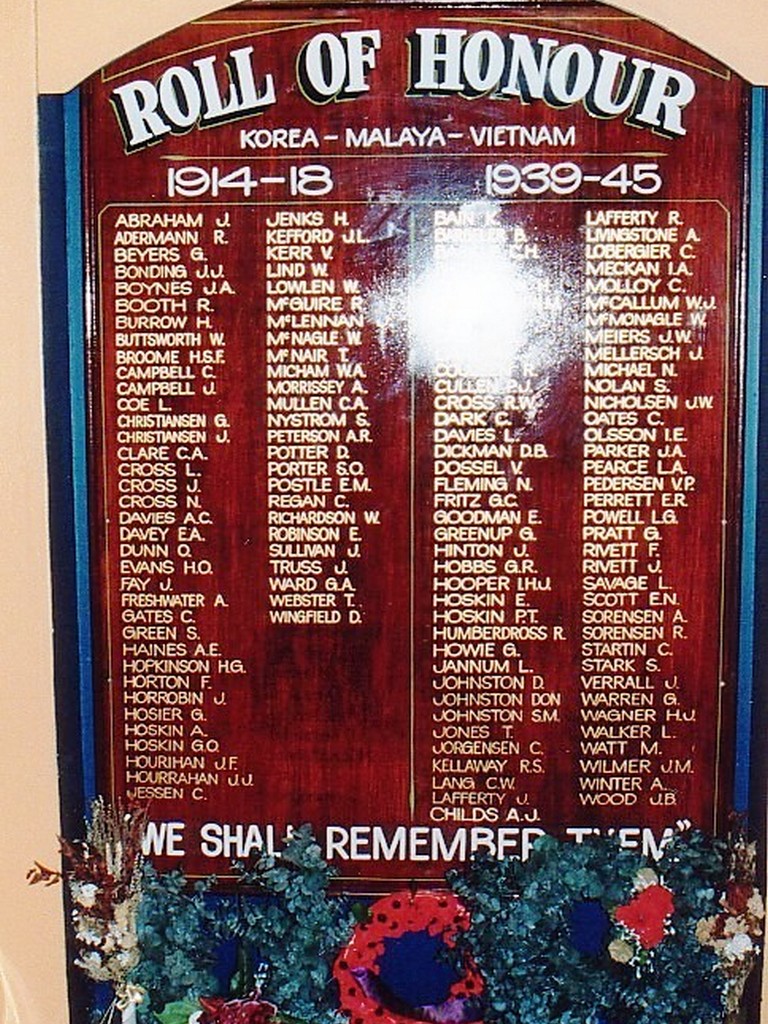 ROLL OF HONOUR
KOREA – MALAYA – VIETNAM
1914–18
ABRAHAM J.
ADERMANN R.
BEYERS G.
BONDING J.J.
BOYNES J.A.
BOOTH R.
BURROW H.
BUTTSWORTH W.
BROOME H.S.F.
CAMPBELL C.
CAMPBELL J.
COE L.
CHRISTIANSEN G.
CHRISTIANSEN J.
CLARE C.A.
CROSS L.
CROSS J.
CROSS N.
DAVIES A.C.
DAVEY E.A.
DUNN O.
EVANS H.O.
FAY J.
FRESHWATER A.
GATES C.
GREEN S.
HAINES A.E.
HOPKINSON H.G.
HORTON F.
HORROBIN J.
HOSIER G.
HOSKIN A.
HOSKIN G.O.
HOURIHAN J.F.
HOURRAHAN J.J.
JESSEN C.
JENKS H.
KEFFORD J.L.
KERR V.
LIND W.
LOWLEN W.
McGUIRE R.
McLENNAN
McNAGLE W.
McNAIR T.
MICHAM W.A.
MORRISSEY A.
MULLEN C.A.
NYSTROM S.
PETERSON A.R.
POTTER D.
PORTER S.O.
POSTLE E.M.
REGAN C.
RICHARDSON W.
ROBINSON E.
SULLIVAN J.
TRUSS J.
WARD G.A.
WEBSTER T.
WINGFIELD D.
1939–45
BAIN K.
B.
C.H.
R.
CULLEN P.J.
CROSS R.W.
DARK C.
DAVIES L.
DICKMAN D.B.
DOSSEL V.
FLEMING N.
FRITZ G.C.
GOODMAN E.
GREENUP G.
HINTON J.
HOBBS G.R.
HOOPER I.H.J.
HOSKIN E.
HOSKIN P.T.
HUMBERDROSS R.
HOWIE G.
JANNUM L.
JOHNSTON D.
JOHNSTON DON
JOHNSTON S.M.
JONES T.
JORGENSEN C.
KELLAWAY R.S.
LANG C.W.
LAFFERTY J.
CHILDS A.J.
LAFFERTY R.
LIVINGSTONE A.
LOBERGIER C.
MECKAN I.A.
MOLLOY C.
McCALLUM W.J.
McMONAGLE W.
MEIERS J.W.
MELLERSCH J.
MICHAEL N.
NOLAN S.
NICHOLSEN J.W.
OATES C.
OLSSON I.E.
PARKER J.A.
PEARCE L.A.
PEDERSEN V.P.
PERRETT E.R.
POWELL L.G.
PRATT G.
RIVETT F.
RIVETT J.
SAVAGE L.
SCOTT E.N.
SORENSEN A.
SORENSEN R.
STARTIN C.
STARK S.
VERRALL J.
WARREN G.
WAGNER H.J.
WALKER L.
WATT M.
WILMER J.M.
WINTER A.
WOOD J.B.
"WE SHALL REMEMBER THEM"